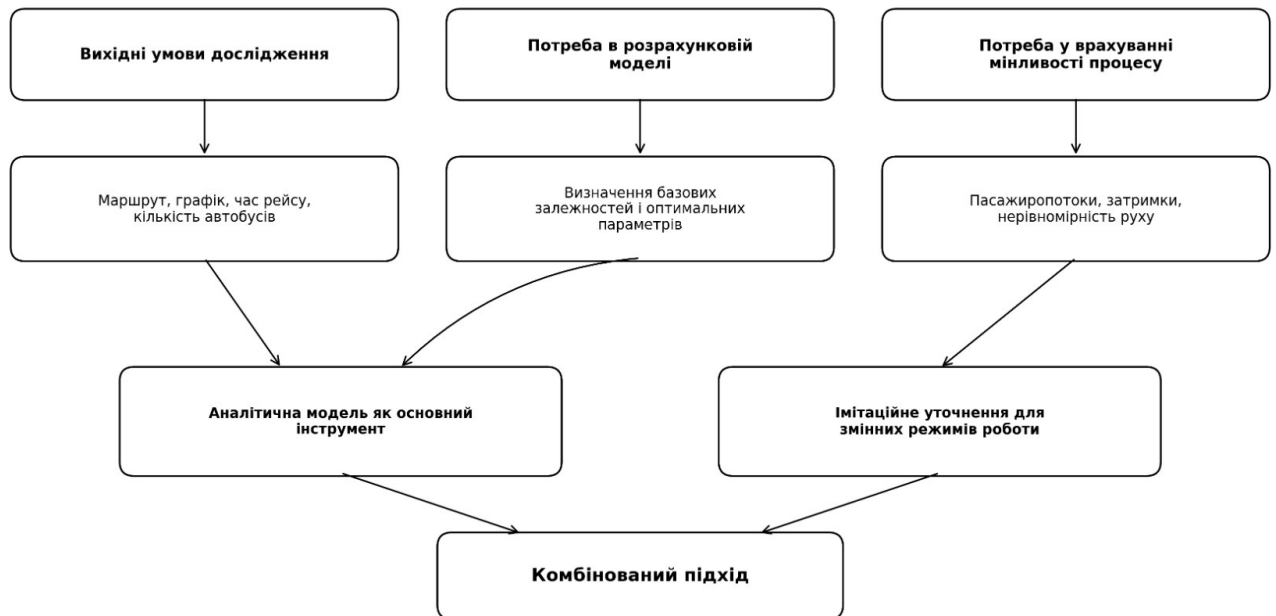 Вихідні умови дослідження
Потреба в розрахунковій
моделі
Потреба у врахуванні
мінливості процесу
Маршрут, графік, час рейсу,
кількість автобусів
Визначення базових
залежностей і оптимальних
параметрів
Пасажиропотоки, затримки,
нерівномірність руху
Аналітична модель як основний
інструмент
Імітаційне уточнення для
змінних режимів роботи
Комбінований підхід